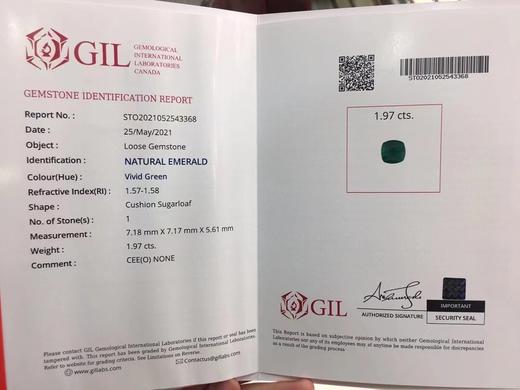 GIL
GEMOLOGICAL
INTERNATIONAL
LABORATORIES
CANADA
GEMSTONE IDENTIFICATION REPORT
Report No. : STO2021052543368
Date : 25/May/2021
Object : Loose Gemstone
Identification : NATURAL EMERALD
Colour(Hue) : Vivid Green
Refractive Index(RI) : 1.57-1.58
Shape : Cushion Sugarloaf
No. of Stone(s) : 1
Measurement : 7.18 mm X 7.17 mm X 5.61 mm
Weight : 1.97 cts.
Comment : CEE(O) NONE
Please contact GIL Gemological International Laboratories if this report or seal has been
tampered with. This report has been graded by Gemological International Laboratories.
Refer to website for grading criteria. See Limitations on Reverse.
www.gillabs.com Contactus@gillabs.com
STO2021052543368
1.97 cts.
GIL
AUTHORIZED SIGNATURE
IMPORTANT
SECURITY SEAL
This Report is based on subjective opinion by which neither Gemological International
Laboratories nor any of its employees may at anytime be made responsible for discrepancies
as a result of the grading process